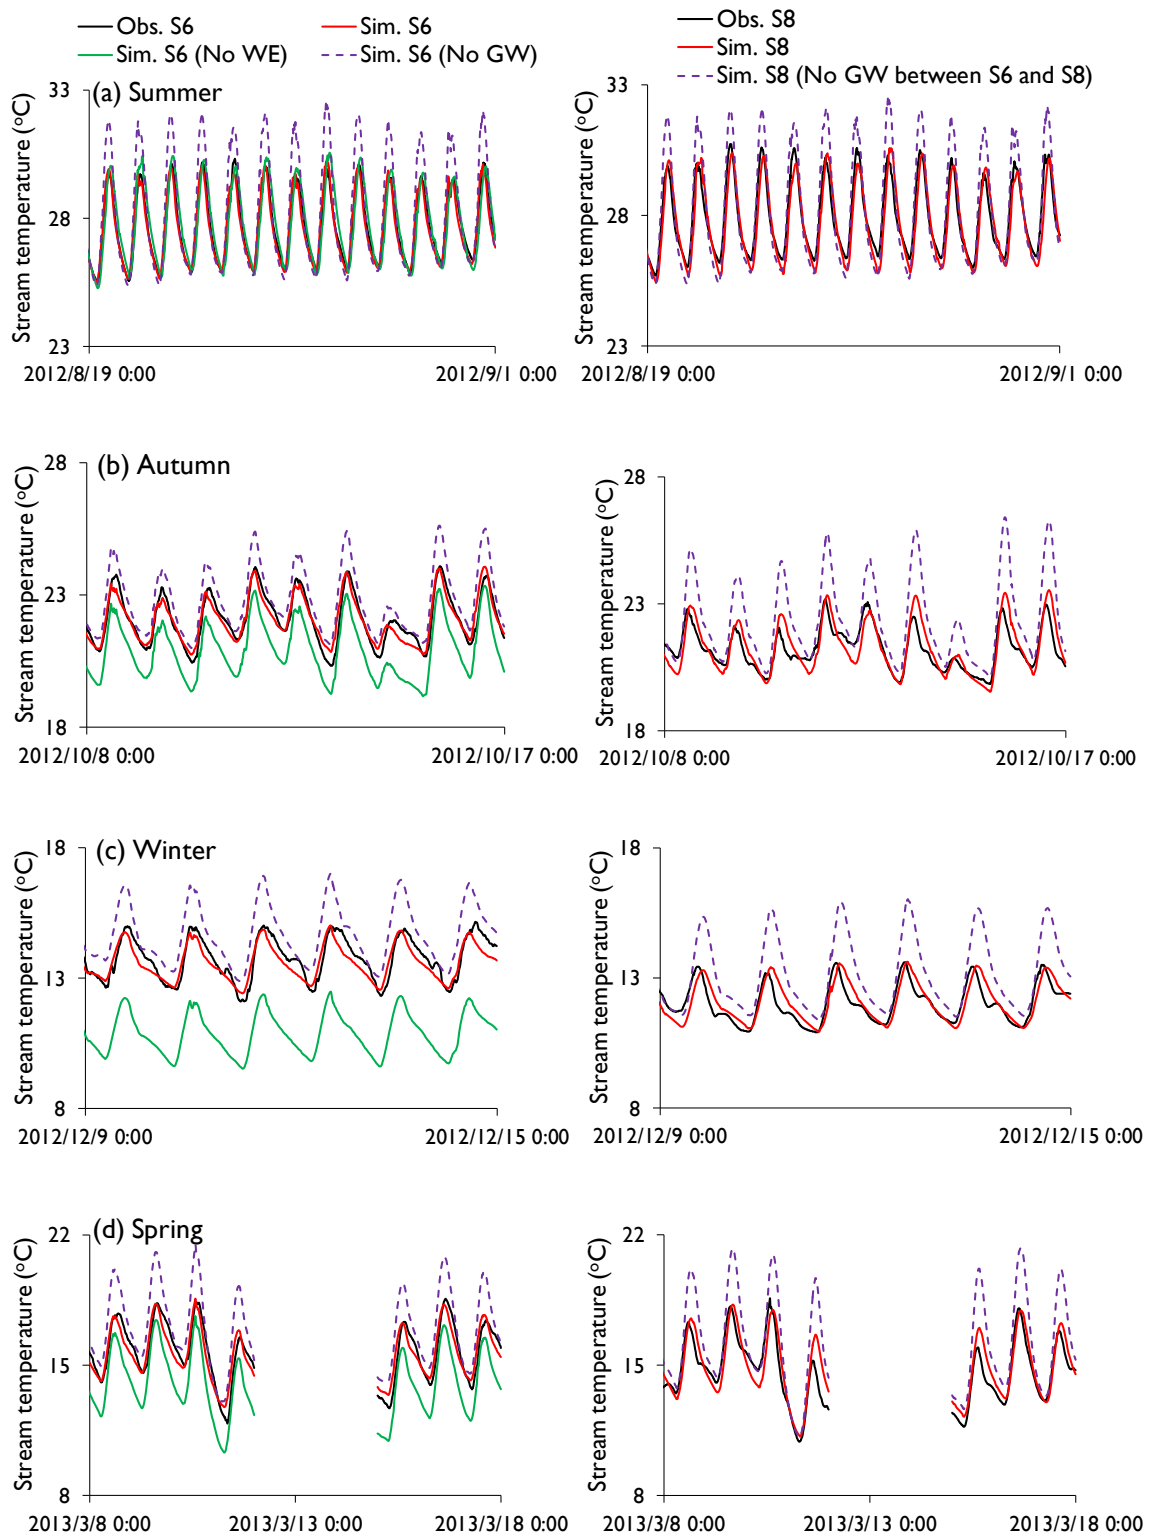 Obs. S6
Sim. S6
Sim. S6 (No WE)
Sim. S6 (No GW)
Obs. S8
Sim. S8
Sim. S8 (No GW between S6 and S8)
(a) Summer
Stream temperature (°C)
33
28
23
2012/8/19 0:00
2012/9/1 0:00
Stream temperature (°C)
33
28
23
2012/8/19 0:00
2012/9/1 0:00
(b) Autumn
Stream temperature (°C)
28
23
18
2012/10/8 0:00
2012/10/17 0:00
Stream temperature (°C)
28
23
18
2012/10/8 0:00
2012/10/17 0:00
(c) Winter
Stream temperature (°C)
18
13
8
2012/12/9 0:00
2012/12/15 0:00
Stream temperature (°C)
18
13
8
2012/12/9 0:00
2012/12/15 0:00
(d) Spring
Stream temperature (°C)
22
15
8
2013/3/8 0:00
2013/3/13 0:00
2013/3/18 0:00
Stream temperature (°C)
22
15
8
2013/3/8 0:00
2013/3/13 0:00
2013/3/18 0:00